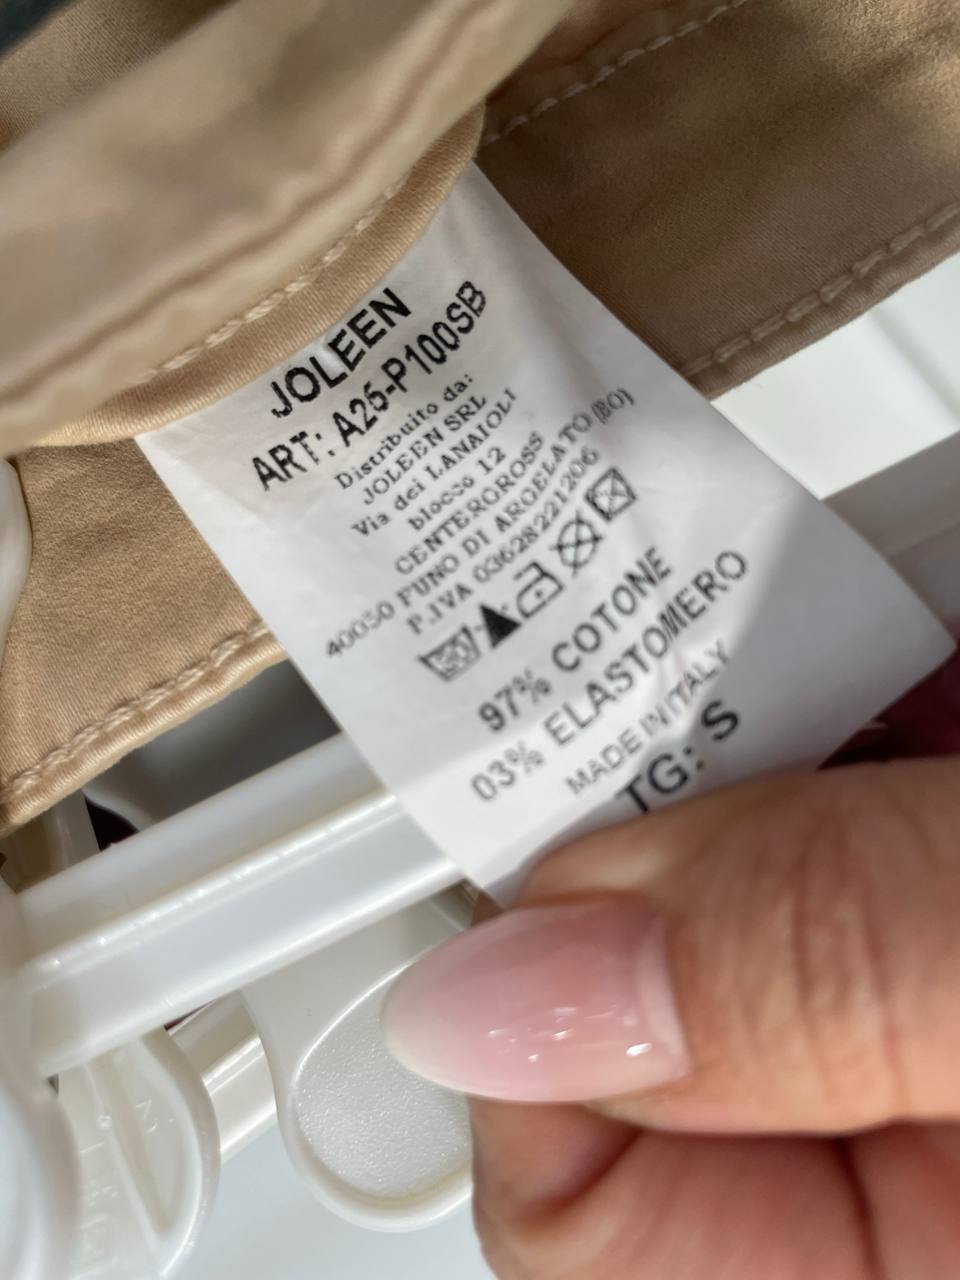 JOLEEN
ART: A25-P100SB
Distribuito da:
JOLEEN SRL
Via dei LANAIOLI
blocco 12
CENTERGROSS
40050 FUNO DI ARGELATO (BO)
P.IVA 03628221206
97% COTONE
03% ELASTOMERO
MADE IN ITALY
TG: S